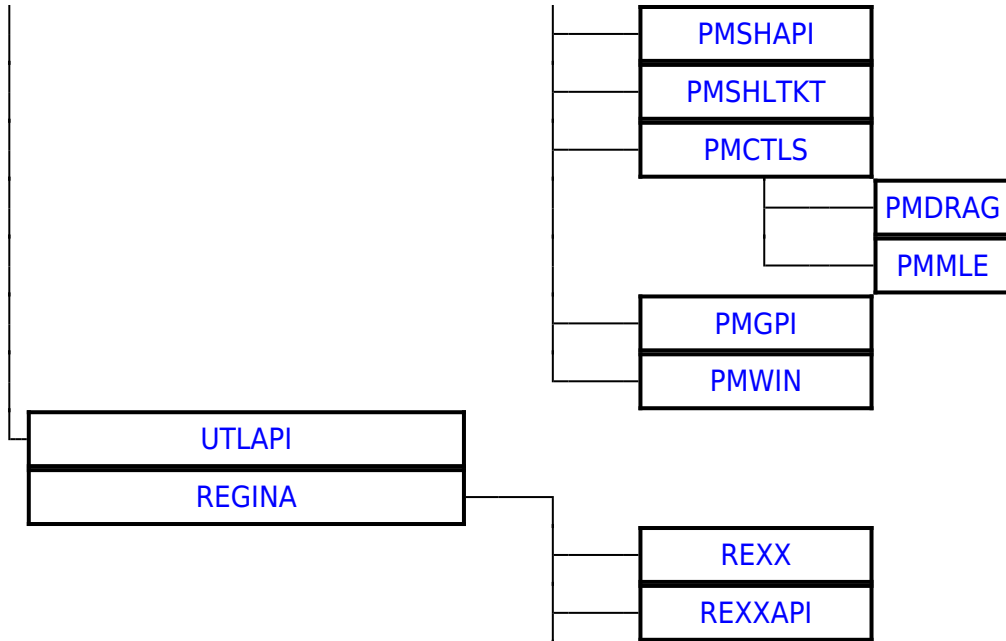 PMSHAPI
PMSHLTKT
PMCTLS
PMDRAG
PMMLE
PMGPI
PMWIN
UTLAPI
REGINA
REXX
REXXAPI